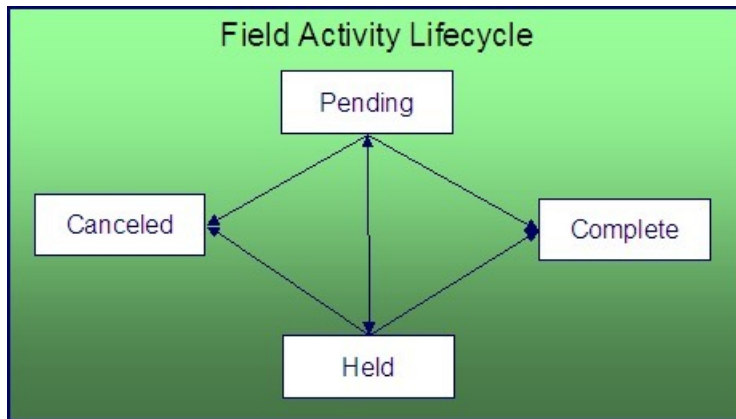 Field Activity Lifecycle
Pending
Canceled
Complete
Held